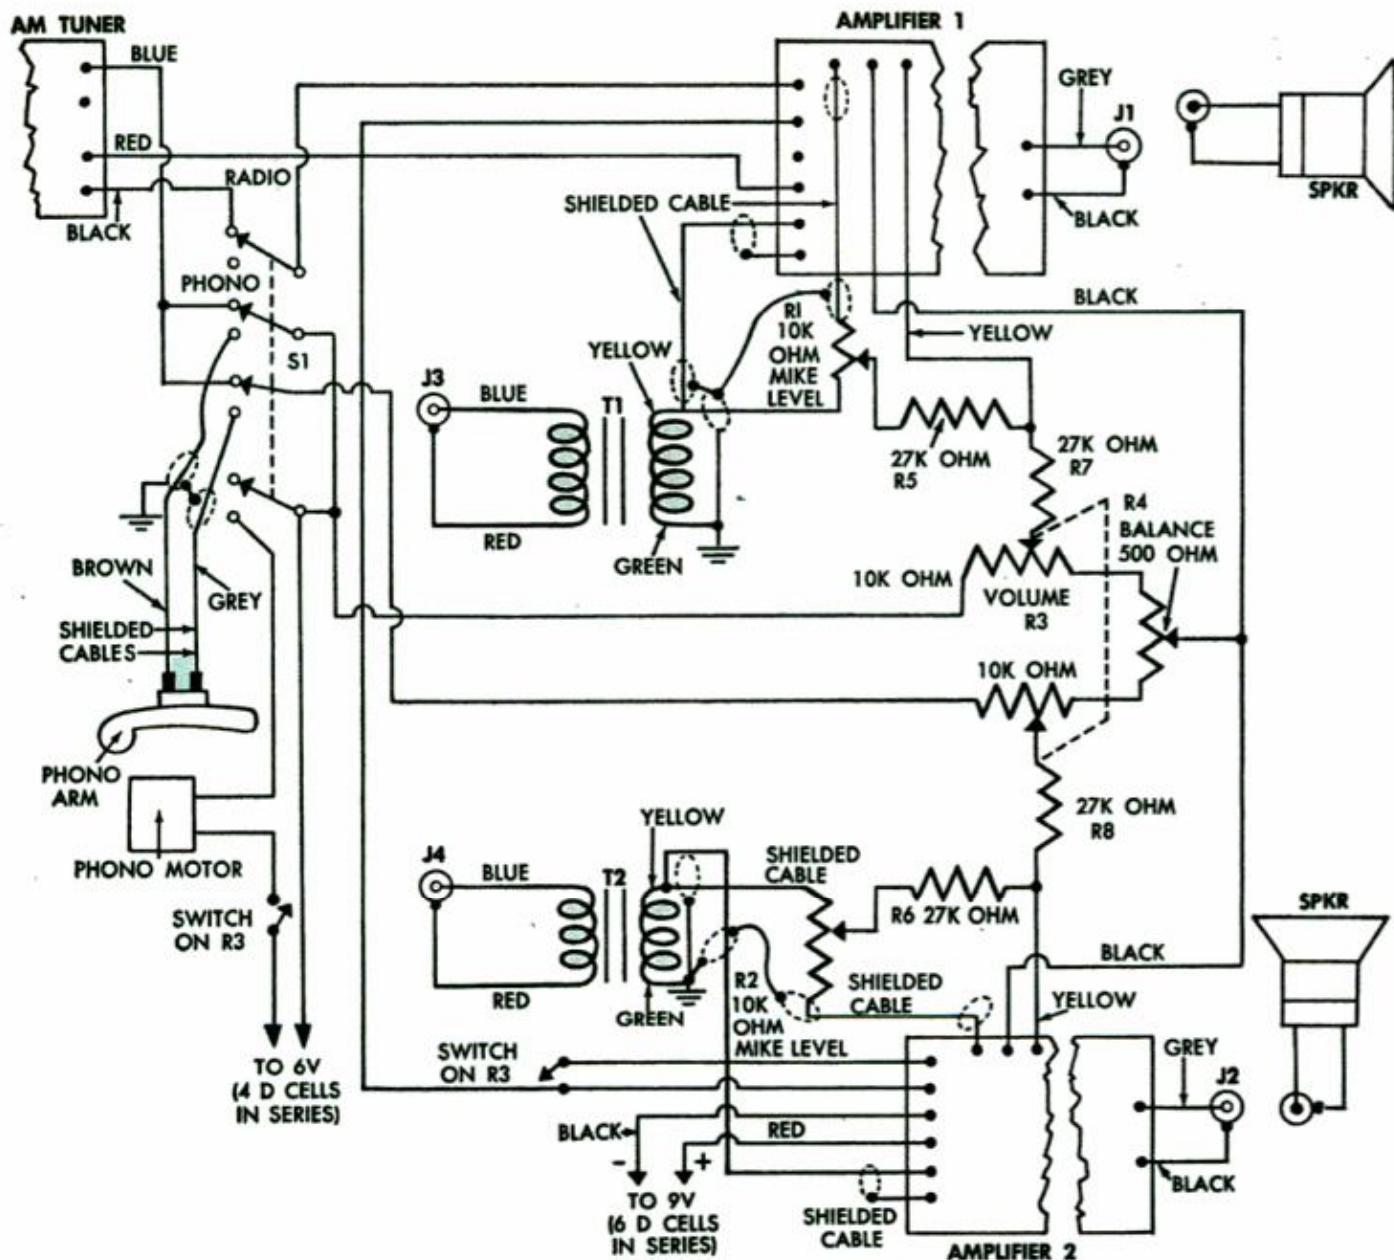 AM TUNER
BLUE
RED
BLACK
RADIO
PHONO
S1
AMPLIFIER 1
GREY
J1
BLACK
SPKR
SHIELDED CABLE
BLACK
YELLOW
R1
10K
OHM
MIKE
LEVEL
YELLOW
J3
BLUE
T1
RED
GREEN
27K OHM
R5
27K OHM
R7
R4
BALANCE
500 OHM
10K OHM
VOLUME
R3
10K OHM
BROWN
GREY
SHIELDED
CABLES
PHONO
ARM
PHONO MOTOR
SWITCH
ON R3
TO 6V
(4 D CELLS
IN SERIES)
27K OHM
R8
YELLOW
J4
BLUE
T2
RED
GREEN
SHIELDED
CABLE
R6 27K OHM
R2
10K
OHM
MIKE LEVEL
SHIELDED
CABLE
BLACK
YELLOW
SPKR
SWITCH
ON R3
BLACK
RED
- +
TO 9V
(6 D CELLS
IN SERIES)
SHIELDED
CABLE
GREY
J2
BLACK
AMPLIFIER 2